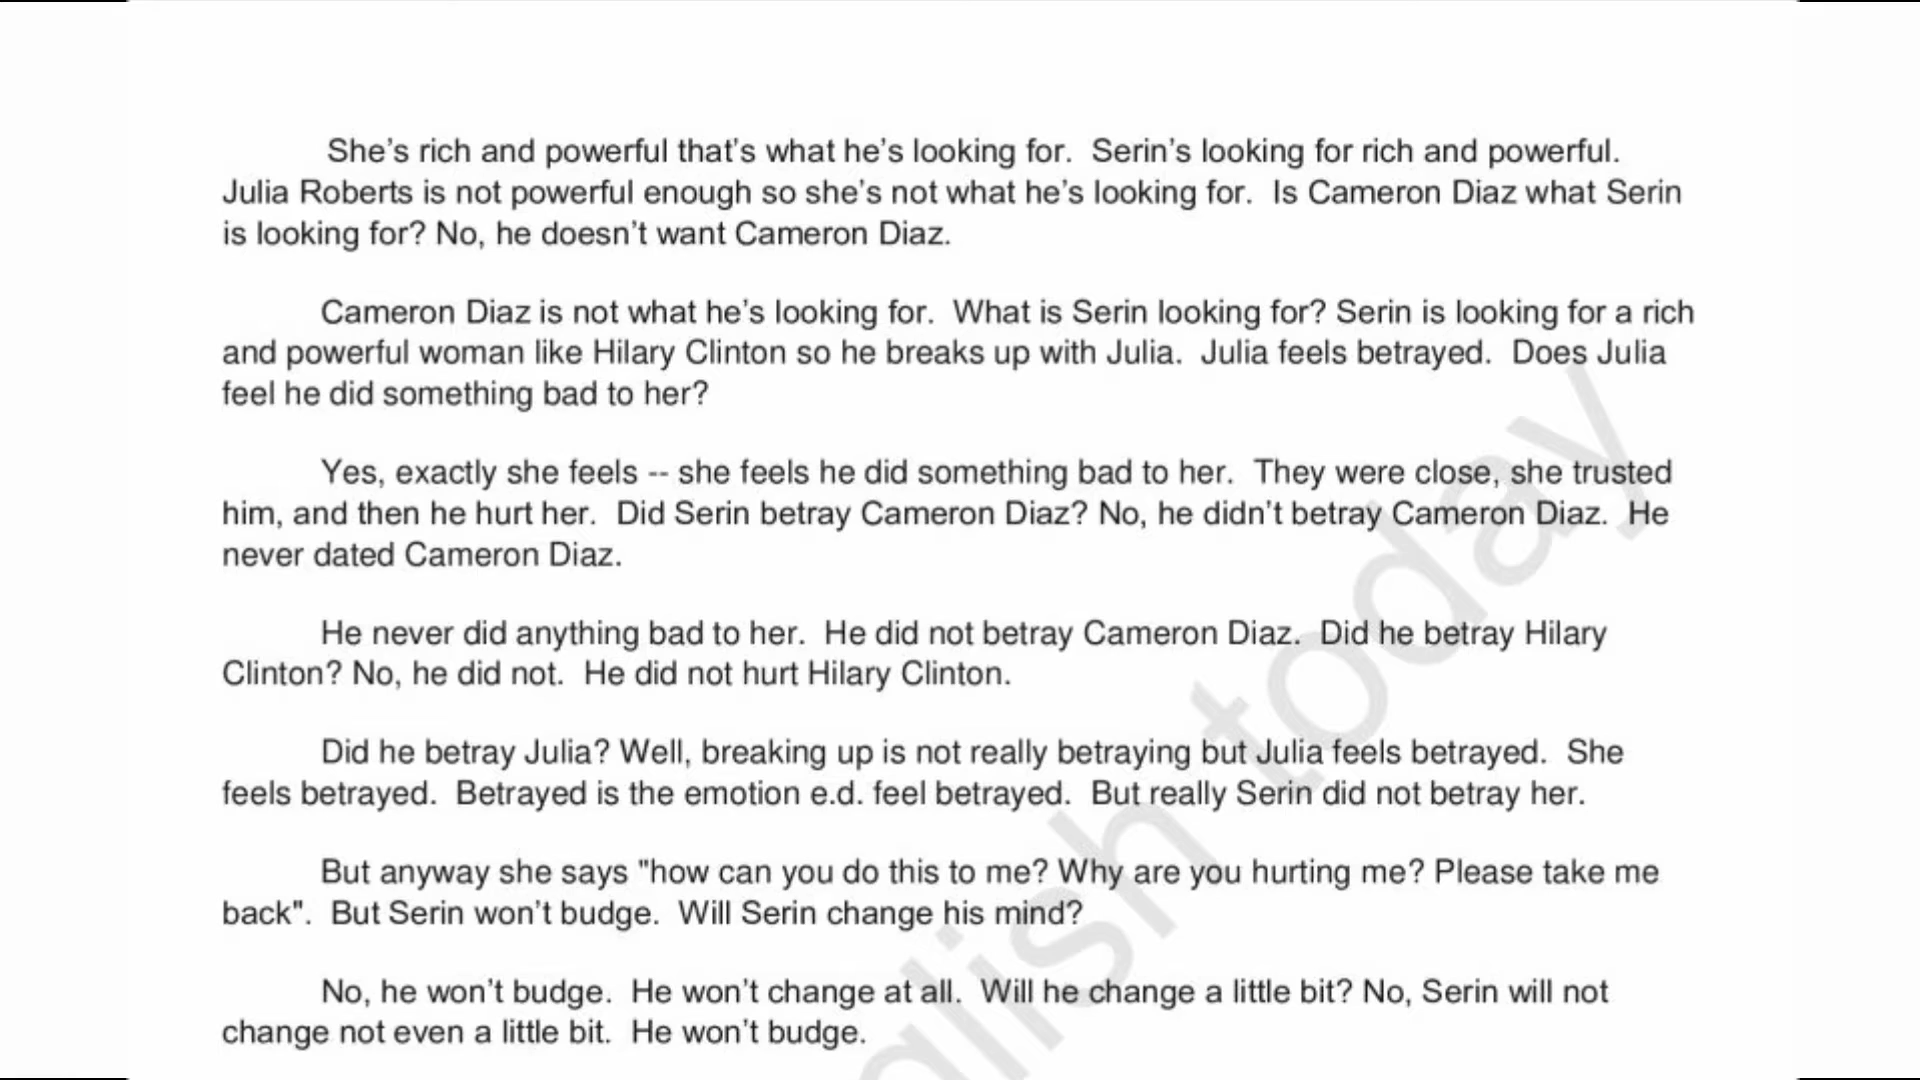 She’s rich and powerful that’s what he’s looking for.  Serin’s looking for rich and powerful.
Julia Roberts is not powerful enough so she’s not what he’s looking for.  Is Cameron Diaz what Serin
is looking for? No, he doesn’t want Cameron Diaz.
Cameron Diaz is not what he’s looking for.  What is Serin looking for? Serin is looking for a rich
and powerful woman like Hilary Clinton so he breaks up with Julia.  Julia feels betrayed.  Does Julia
feel he did something bad to her?
Yes, exactly she feels -- she feels he did something bad to her.  They were close, she trusted
him, and then he hurt her.  Did Serin betray Cameron Diaz? No, he didn’t betray Cameron Diaz.  He
never dated Cameron Diaz.
He never did anything bad to her.  He did not betray Cameron Diaz.  Did he betray Hilary
Clinton? No, he did not.  He did not hurt Hilary Clinton.
Did he betray Julia? Well, breaking up is not really betraying but Julia feels betrayed.  She
feels betrayed.  Betrayed is the emotion e.d. feel betrayed.  But really Serin did not betray her.
But anyway she says "how can you do this to me? Why are you hurting me? Please take me
back".  But Serin won’t budge.  Will Serin change his mind?
No, he won’t budge.  He won’t change at all.  Will he change a little bit? No, Serin will not
change not even a little bit.  He won’t budge.
glish today